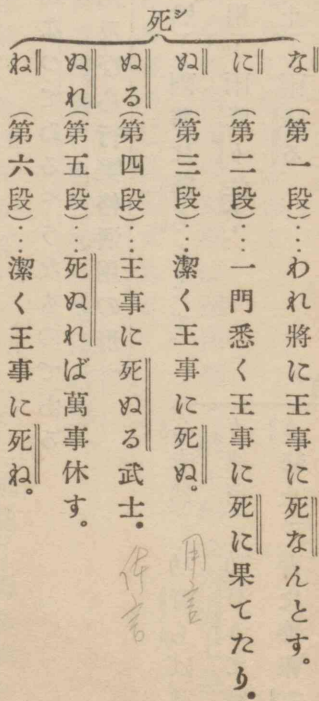 死シ
な(第一段)…われ將に王事に死なんとす。
に(第二段)…一門悉く王事に死に果てたり。
ぬ(第三段)…潔く王事に死ぬ。
用言
ぬる(第四段)…王事に死ぬる武士。
体言
ぬれ(第五段)…死ぬれば萬事休す。
ね(第六段)…潔く王事に死ね。